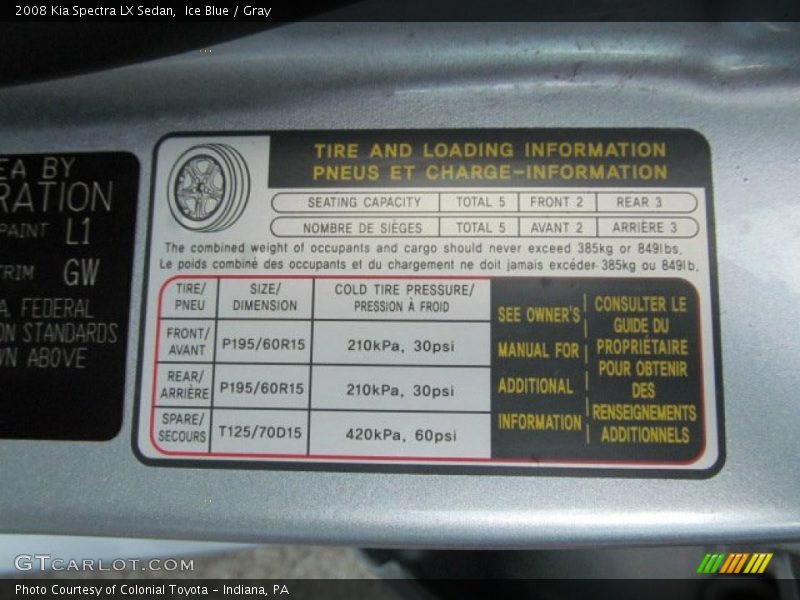 2008 Kia Spectra LX Sedan, Ice Blue / Gray
EA BY
RATION
PAINT L1
TRIM GW
A. FEDERAL
ON STANDARDS
WN ABOVE
TIRE AND LOADING INFORMATION
PNEUS ET CHARGE-INFORMATION
SEATING CAPACITY TOTAL 5 FRONT 2 REAR 3
NOMBRE DE SIÈGES TOTAL 5 AVANT 2 ARRIÈRE 3
The combined weight of occupants and cargo should never exceed 385kg or 849lbs.
Le poids combiné des occupants et du chargement ne doit jamais excéder 385kg ou 849lb.
TIRE/ SIZE/ COLD TIRE PRESSURE/
PNEU DIMENSION PRESSION À FROID
FRONT/
AVANT P195/60R15 210kPa, 30psi
REAR/
ARRIÈRE P195/60R15 210kPa, 30psi
SPARE/
SECOURS T125/70D15 420kPa, 60psi
SEE OWNER'S
MANUAL FOR
ADDITIONAL
INFORMATION
CONSULTER LE
GUIDE DU
PROPRIÉTAIRE
POUR OBTENIR
DES
RENSEIGNEMENTS
ADDITIONNELS
GTCARLOT.COM
Photo Courtesy of Colonial Toyota - Indiana, PA